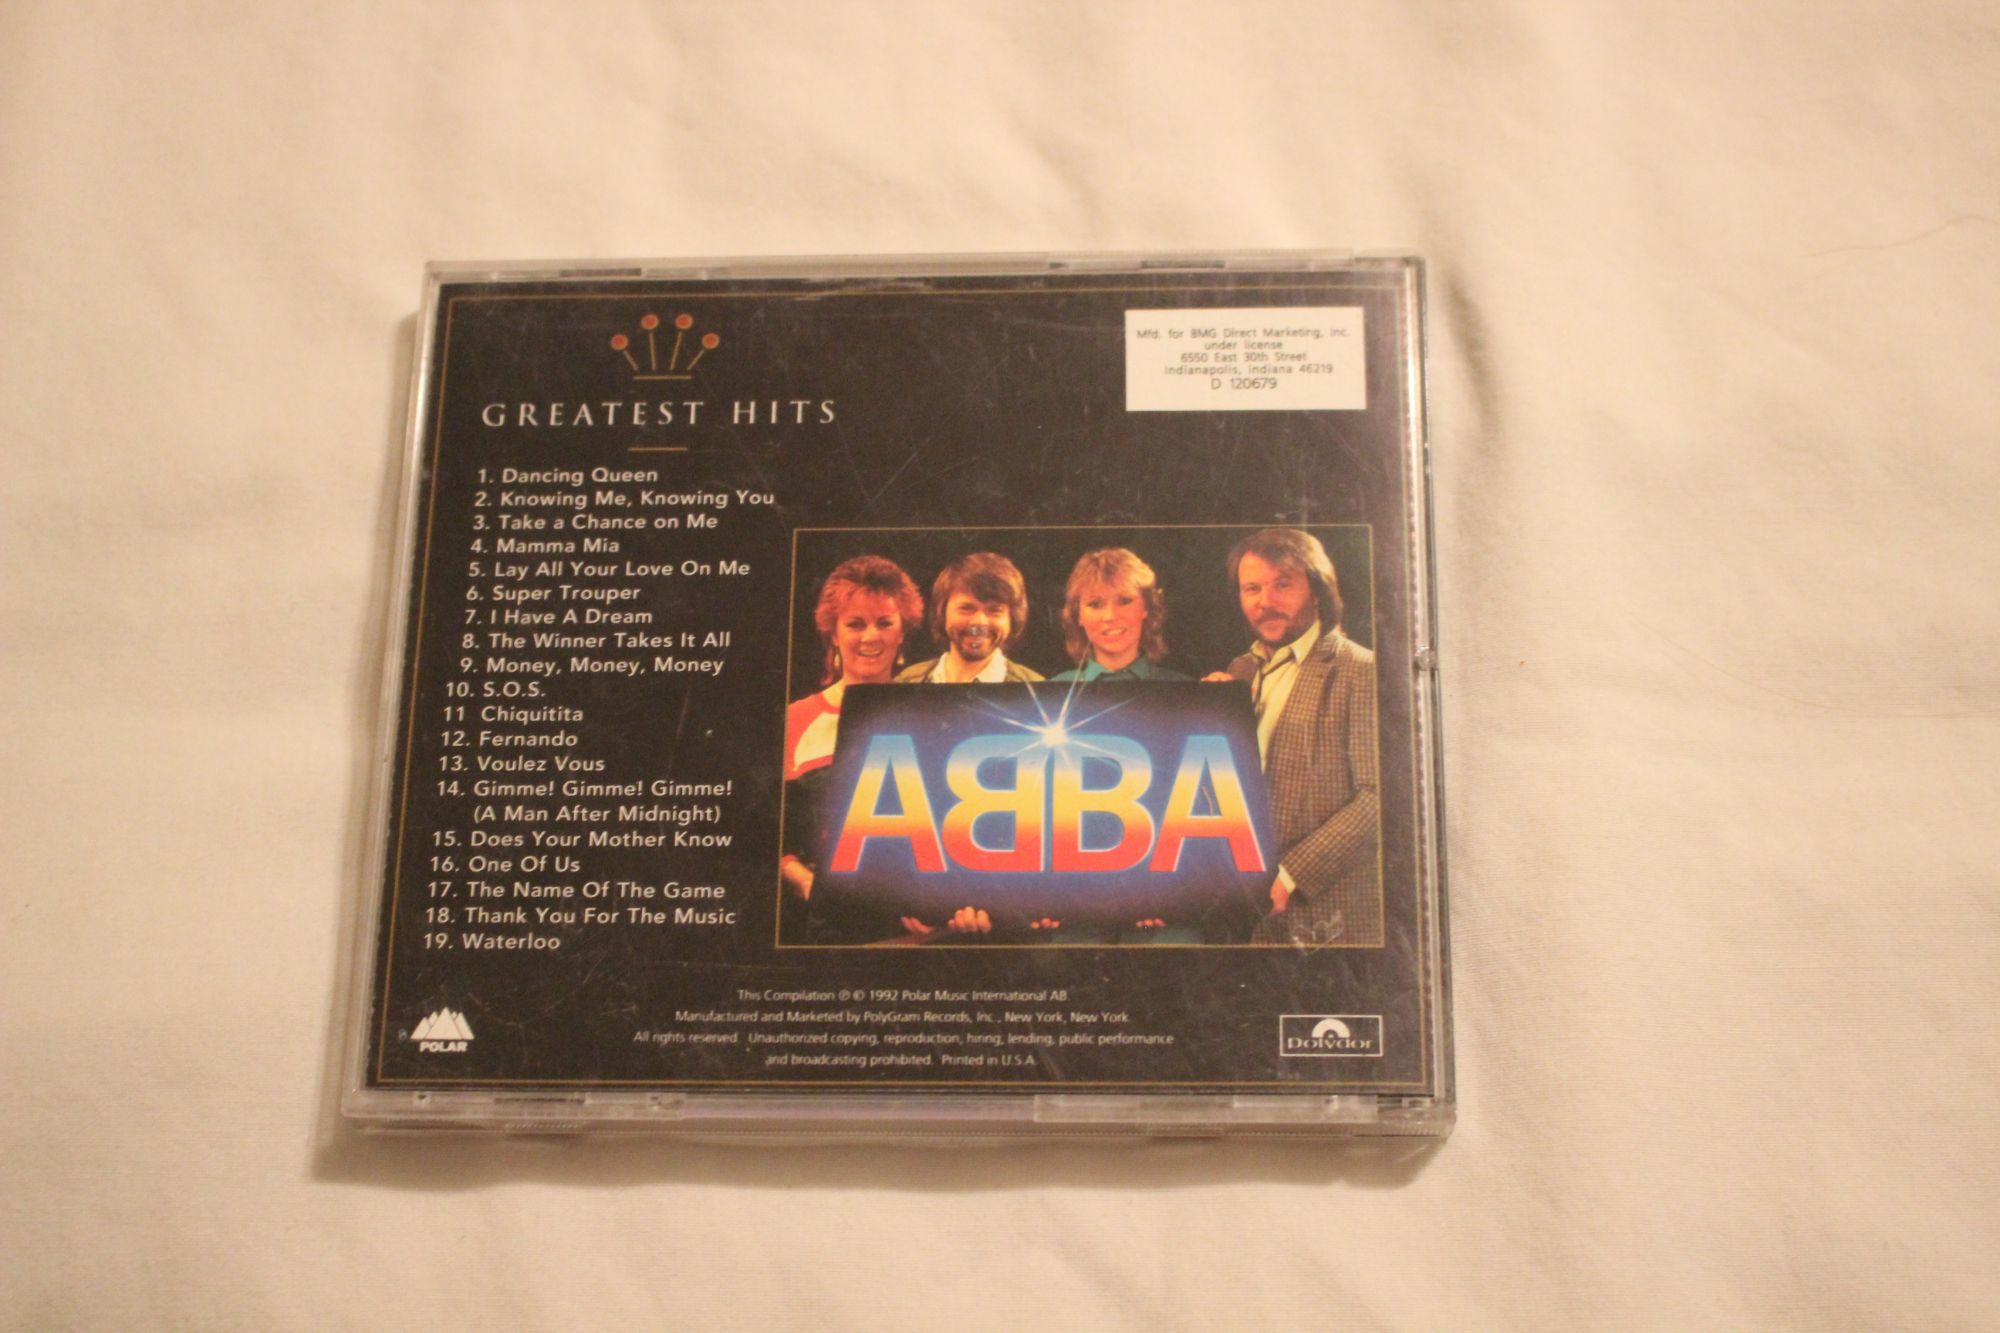 Mfd. for BMG Direct Marketing, Inc.
under license
6550 East 30th Street
Indianapolis, Indiana 46219
D 120679
GREATEST HITS
1. Dancing Queen
2. Knowing Me, Knowing You
3. Take a Chance on Me
4. Mamma Mia
5. Lay All Your Love On Me
6. Super Trouper
7. I Have A Dream
8. The Winner Takes It All
9. Money, Money, Money
10. S.O.S.
11 Chiquitita
12. Fernando
13. Voulez Vous
14. Gimme! Gimme! Gimme!
(A Man After Midnight)
15. Does Your Mother Know
16. One Of Us
17. The Name Of The Game
18. Thank You For The Music
19. Waterloo
ABBA
This Compilation ℗ © 1992 Polar Music International AB
Manufactured and Marketed by PolyGram Records, Inc., New York, New York
All rights reserved. Unauthorized copying, reproduction, hiring, lending, public performance
and broadcasting prohibited. Printed in U.S.A.
POLAR
Polydor